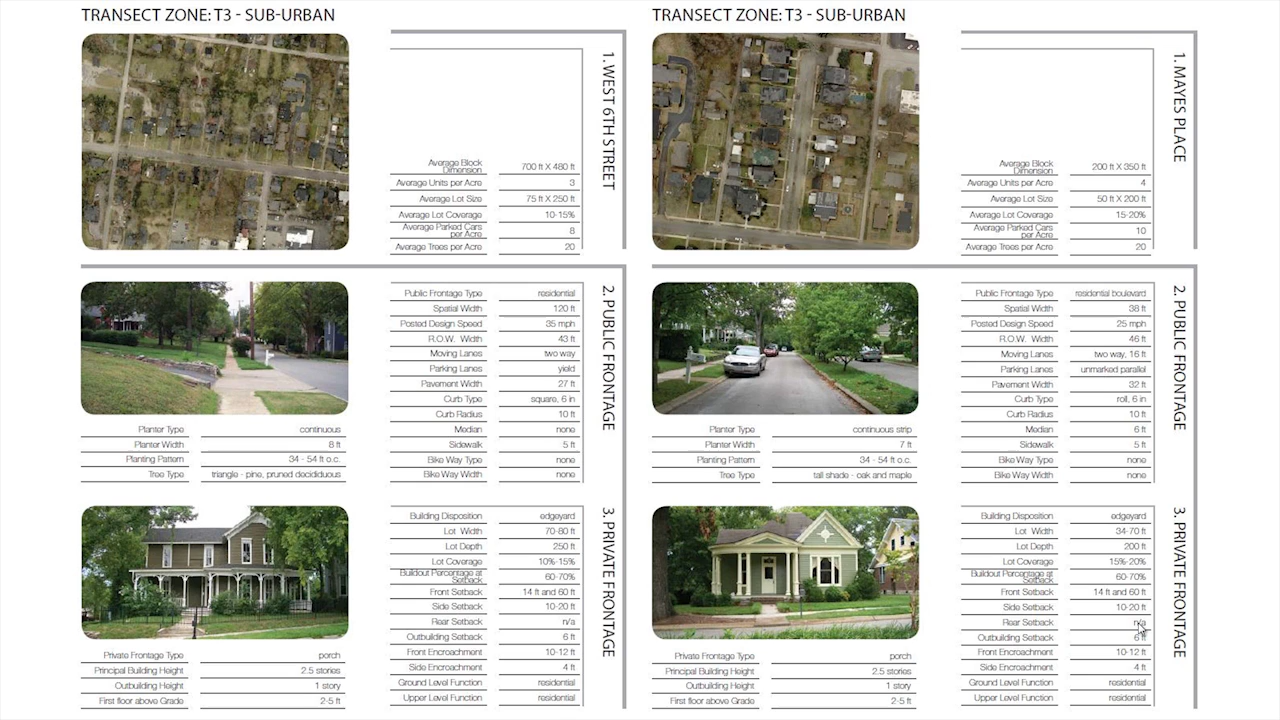 TRANSECT ZONE: T3 - SUB-URBAN
1. WEST 6TH STREET
Average Block Dimension 700 ft X 480 ft
Average Units per Acre 3
Average Lot Size 75 ft X 250 ft
Average Lot Coverage 10-15%
Average Parked Cars per Acre 8
Average Trees per Acre 20
2. PUBLIC FRONTAGE
Public Frontage Type residential
Spatial Width 120 ft
Posted Design Speed 35 mph
R.O.W. Width 43 ft
Moving Lanes two way
Parking Lanes yield
Pavement Width 27 ft
Curb Type square, 6 in
Curb Radius 10 ft
Median none
Sidewalk 5 ft
Bike Way Type none
Bike Way Width none
Planter Type continuous
Planter Width 8 ft
Planting Pattern 34 - 54 ft o.c.
Tree Type triangle - pine, pruned decididuous
3. PRIVATE FRONTAGE
Building Disposition edgeyard
Lot Width 70-80 ft
Lot Depth 250 ft
Lot Coverage 10%-15%
Buildout Percentage at Setback 60-70%
Front Setback 14 ft and 60 ft
Side Setback 10-20 ft
Rear Setback n/a
Outbuilding Setback 6 ft
Front Encroachment 10-12 ft
Side Encroachment 4 ft
Ground Level Function residential
Upper Level Function residential
Private Frontage Type porch
Principal Building Height 2.5 stories
Outbuilding Height 1 story
First floor above Grade 2-5 ft
TRANSECT ZONE: T3 - SUB-URBAN
1. MAYES PLACE
Average Block Dimension 200 ft X 350 ft
Average Units per Acre 4
Average Lot Size 50 ft X 200 ft
Average Lot Coverage 15-20%
Average Parked Cars per Acre 10
Average Trees per Acre 20
2. PUBLIC FRONTAGE
Public Frontage Type residential boulevard
Spatial Width 38 ft
Posted Design Speed 25 mph
R.O.W. Width 46 ft
Moving Lanes two way, 16 ft
Parking Lanes unmarked parallel
Pavement Width 32 ft
Curb Type roll, 6 in
Curb Radius 10 ft
Median 6 ft
Sidewalk 5 ft
Bike Way Type none
Bike Way Width none
Planter Type continuous strip
Planter Width 7 ft
Planting Pattern 34 - 54 ft o.c.
Tree Type tall shade - oak and maple
3. PRIVATE FRONTAGE
Building Disposition edgeyard
Lot Width 34-70 ft
Lot Depth 200 ft
Lot Coverage 15%-20%
Buildout Percentage at Setback 60-70%
Front Setback 14 ft and 60 ft
Side Setback 10-20 ft
Rear Setback n/a
Outbuilding Setback 6 ft
Front Encroachment 10-12 ft
Side Encroachment 4 ft
Ground Level Function residential
Upper Level Function residential
Private Frontage Type porch
Principal Building Height 2.5 stories
Outbuilding Height 1 story
First floor above Grade 2-5 ft